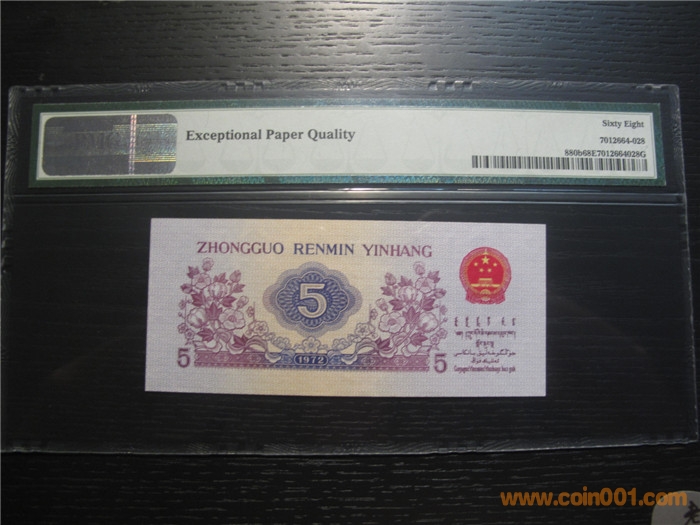 Exceptional Paper Quality
Sixty Eight
7012664-028
880b68E7012664028G
ZHONGGUO RENMIN YINHANG
5
5
5
1972
www.coin001.com